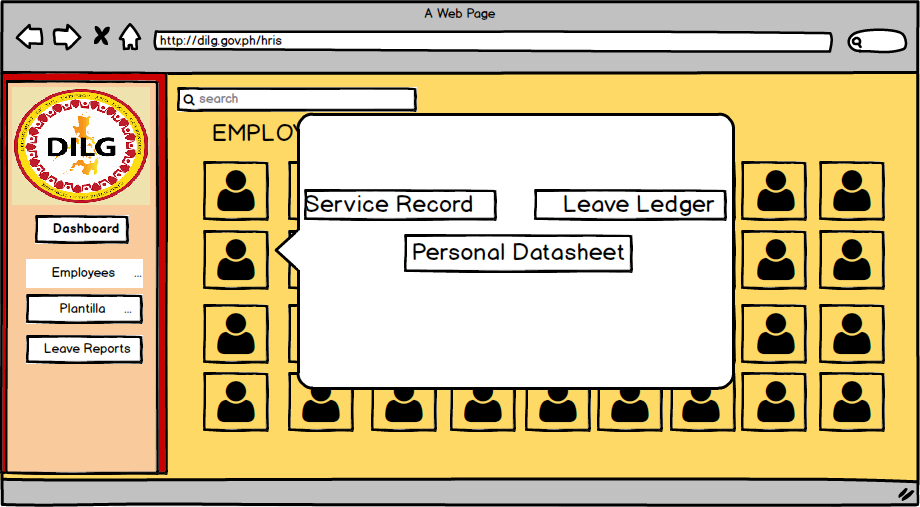 A Web Page
http://dilg.gov.ph/hris
search
DILG
EMPLOY
Service Record
Leave Ledger
Dashboard
Personal Datasheet
Employees ...
Plantilla ...
Leave Reports